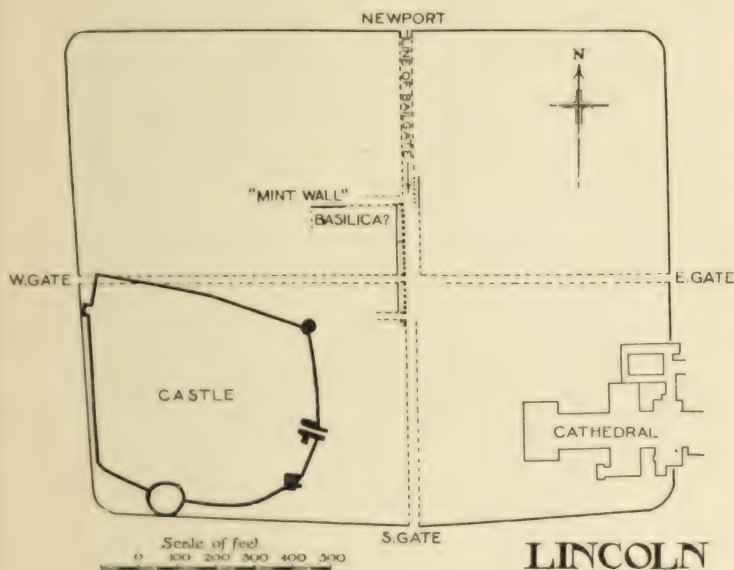 NEWPORT
LINE OF BAILGATE
N
"MINT WALL"
BASILICA?
W.GATE
E.GATE
CASTLE
CATHEDRAL
S.GATE
Scale of feet
0 100 200 300 400 500
LINCOLN